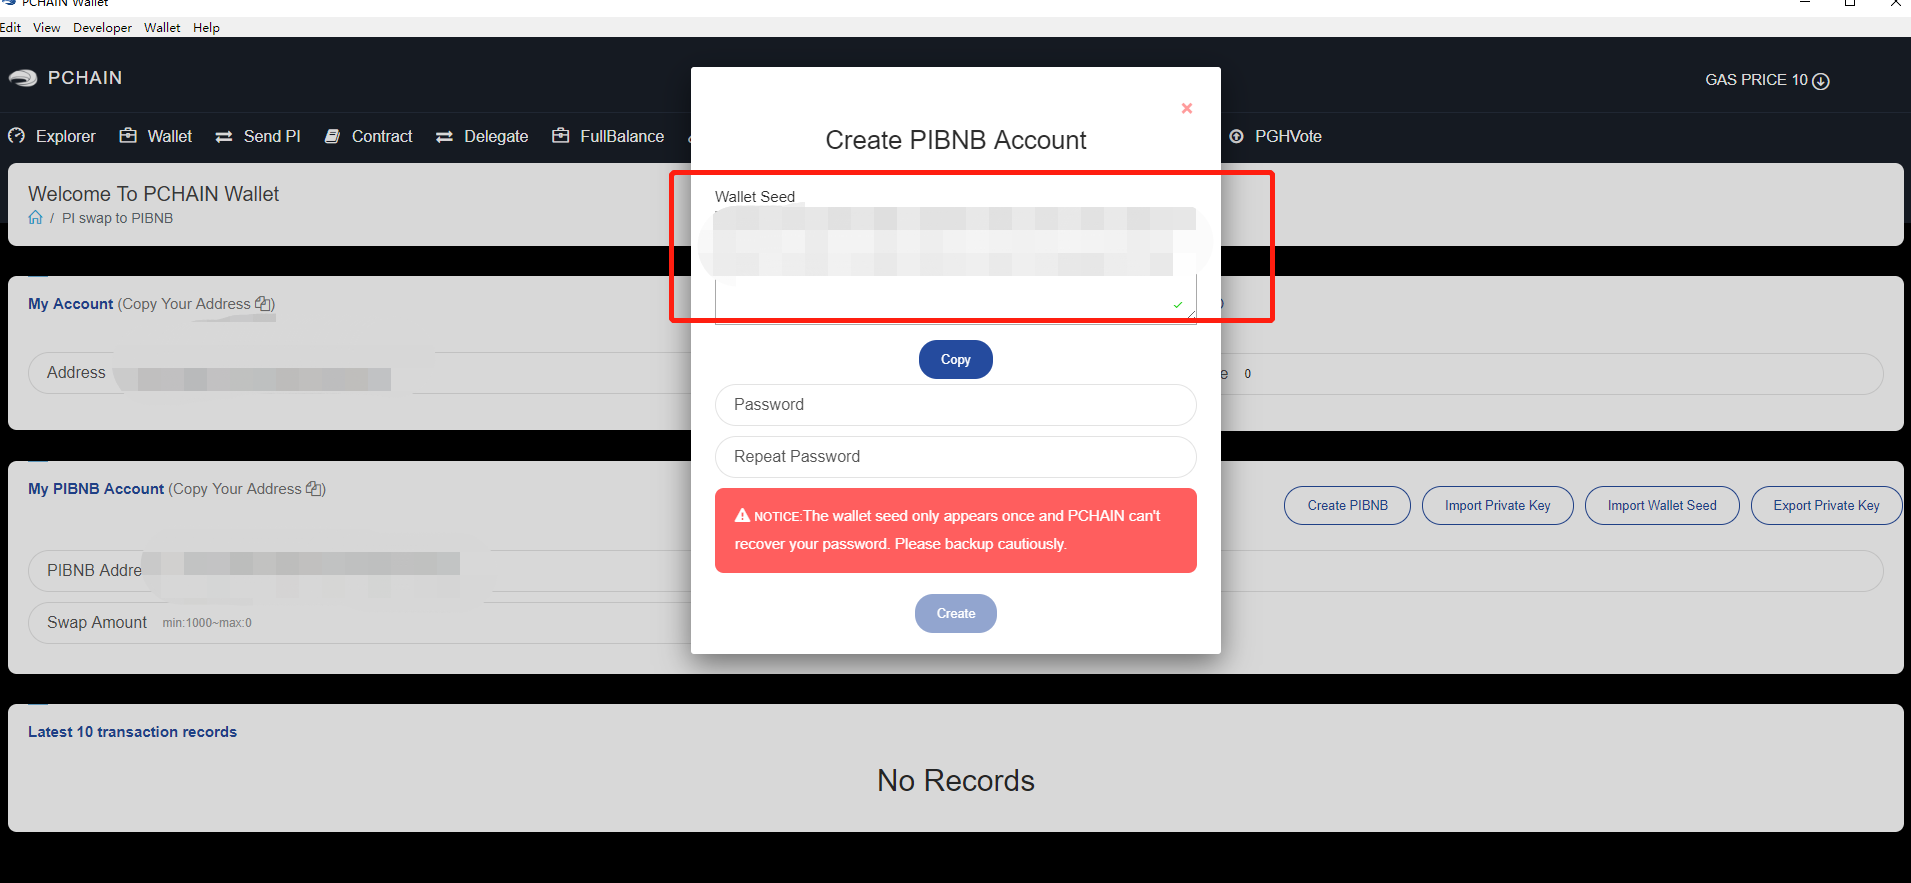 PCHAIN Wallet
Edit View Developer Wallet Help
PCHAIN
GAS PRICE 10
Explorer Wallet Send PI Contract Delegate FullBalance PGHVote
Welcome To PCHAIN Wallet
/ PI swap to PIBNB
My Account (Copy Your Address )
Address
e 0
My PIBNB Account (Copy Your Address )
Create PIBNB Import Private Key Import Wallet Seed Export Private Key
PIBNB Addre
Swap Amount min:1000~max:0
Latest 10 transaction records
No Records
Create PIBNB Account
Wallet Seed
Copy
Password
Repeat Password
NOTICE:The wallet seed only appears once and PCHAIN can't
recover your password. Please backup cautiously.
Create